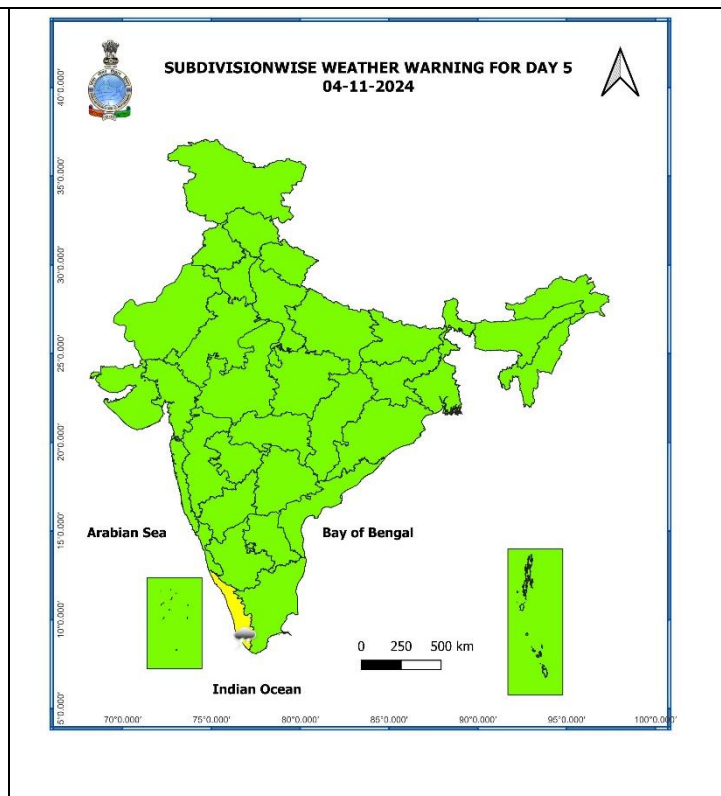 SUBDIVISIONWISE WEATHER WARNING FOR DAY 5
04-11-2024
40°0.000'
35°0.000'
30°0.000'
25°0.000'
20°0.000'
15°0.000'
10°0.000'
5°0.000'
Arabian Sea
Bay of Bengal
0 250 500 km
Indian Ocean
70°0.000' 75°0.000' 80°0.000' 85°0.000' 90°0.000' 95°0.000' 100°0.000'